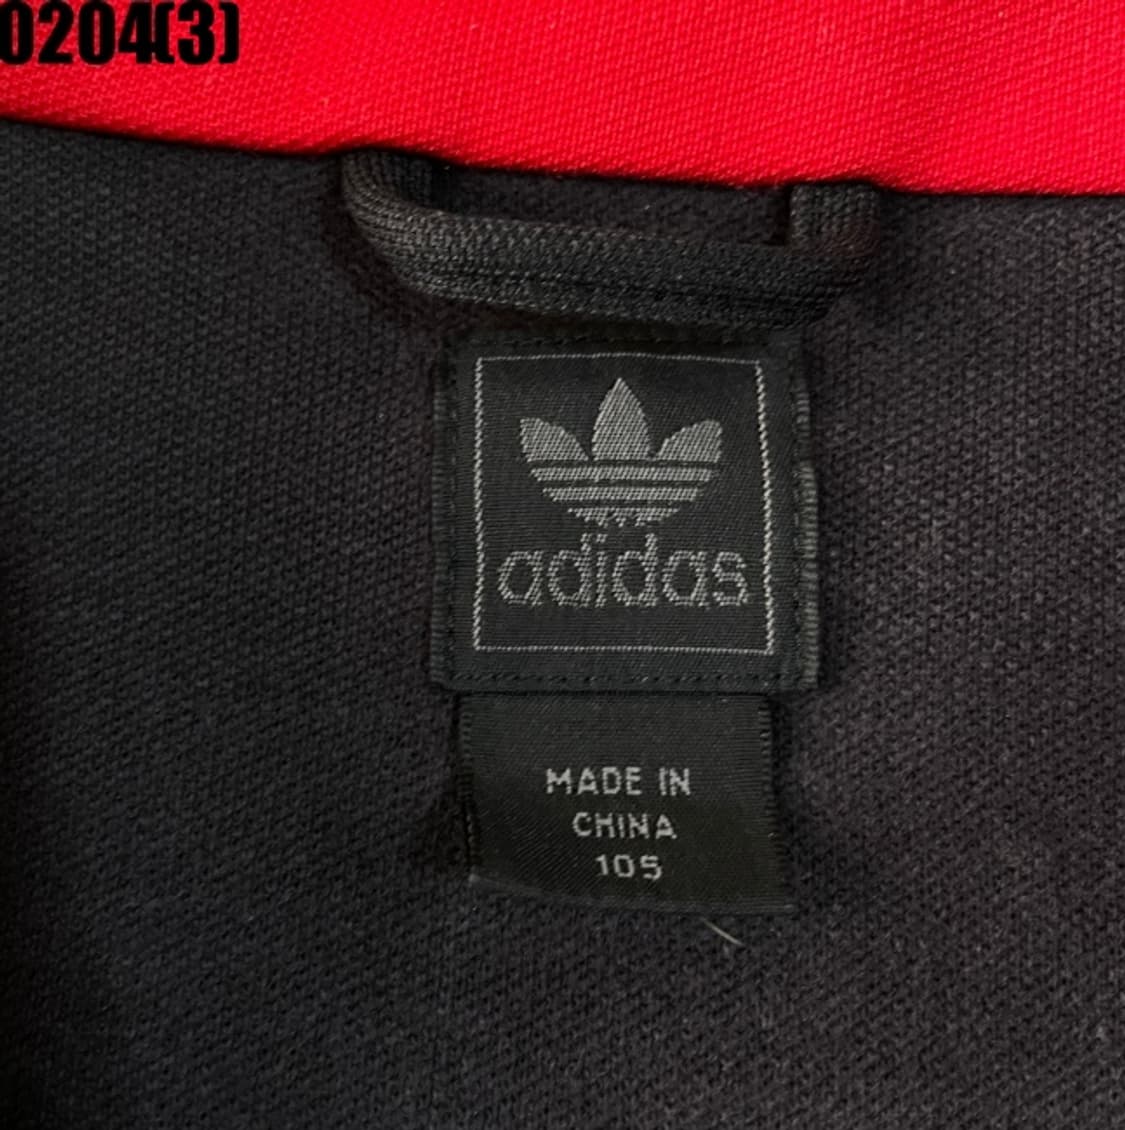 0204(3)
adidas
MADE IN
CHINA
105